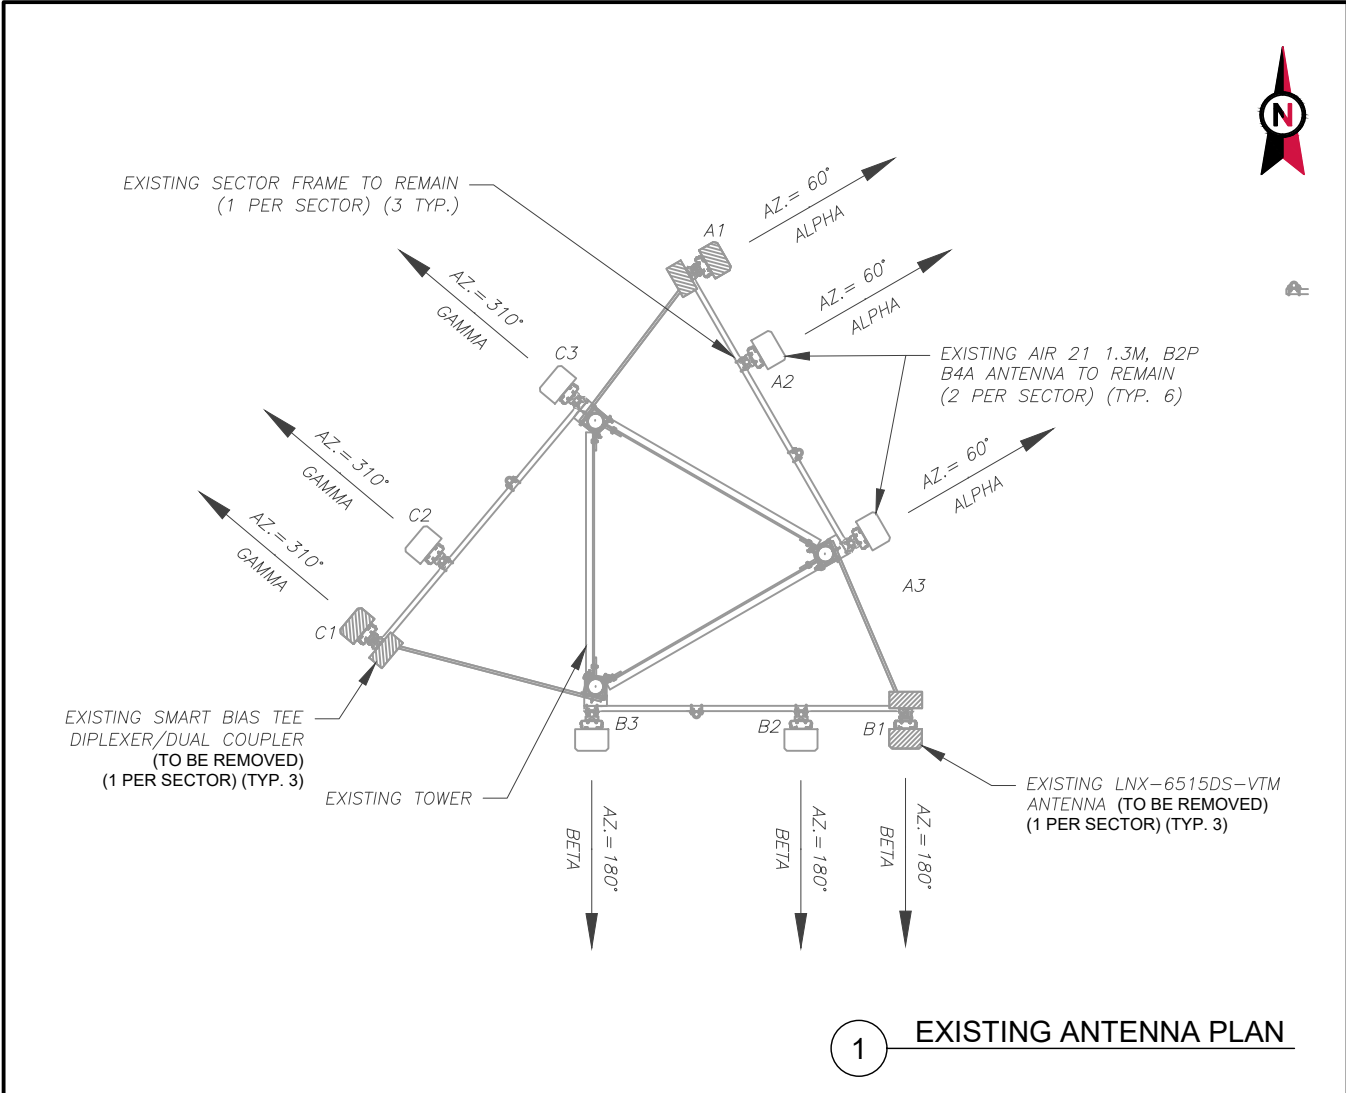 N
EXISTING SECTOR FRAME TO REMAIN
(1 PER SECTOR) (3 TYP.)
AZ.= 60°
ALPHA
A1
AZ.= 60°
ALPHA
A2
EXISTING AIR 21 1.3M, B2P
B4A ANTENNA TO REMAIN
(2 PER SECTOR) (TYP. 6)
AZ.= 60°
ALPHA
A3
AZ.=310°
GAMMA
C3
AZ.=310°
GAMMA
C2
AZ.=310°
GAMMA
C1
EXISTING SMART BIAS TEE
DIPLEXER/DUAL COUPLER
(TO BE REMOVED)
(1 PER SECTOR) (TYP. 3)
EXISTING TOWER
B3
B2
B1
EXISTING LNX-6515DS-VTM
ANTENNA (TO BE REMOVED)
(1 PER SECTOR) (TYP. 3)
AZ.=180°
BETA
AZ.=180°
BETA
AZ.=180°
BETA
1 EXISTING ANTENNA PLAN